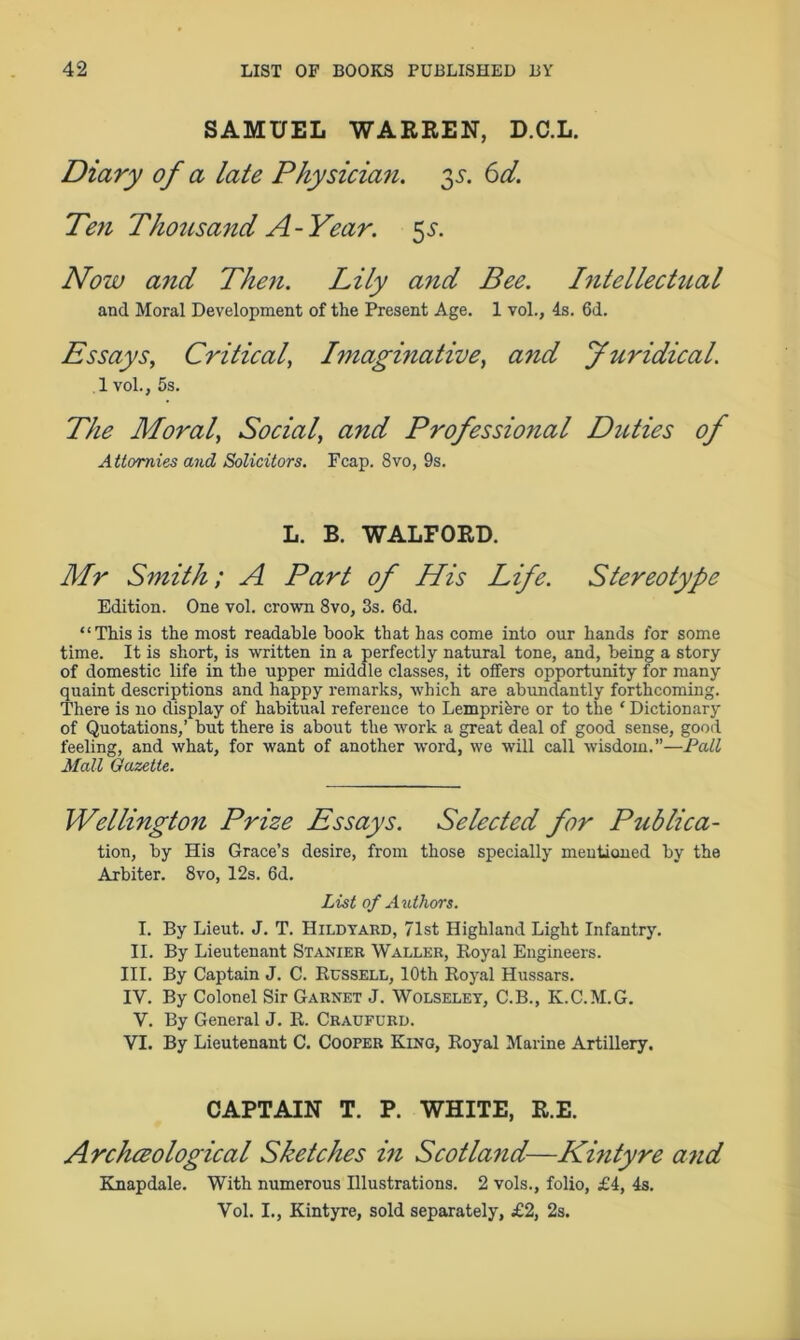 42 LIST OF BOOKS PUBLISHED BY
SAMUEL WARREN, D.C.L.
Diary of a late Physician. 3s. 6d.
Ten Thousand A-Year. 5s.
Now and Then. Lily and Bee. Intellectual
and Moral Development of the Present Age. 1 vol., 4s. 6d.
Essays, Critical, Imaginative, and Juridical.
1 vol., 5s.
The Moral, Social, and Professional Duties of
Attornies and Solicitors. Fcap. 8vo, 9s.
L. B. WALFORD.
Mr Smith; A Part of His Life. Stereotype
Edition. One vol. crown 8vo, 3s. 6d.
“This is the most readable book that has come into our hands for some
time. It is short, is written in a perfectly natural tone, and, being a story
of domestic life in the upper middle classes, it offers opportunity for many
quaint descriptions and happy remarks, which are abundantly forthcoming.
There is no display of habitual reference to Lemprière or to the ‘Dictionary
of Quotations,’ but there is about the work a great deal of good sense, good
feeling, and what, for want of another word, we will call wisdom.”—Pall
Mall Gazette.
Wellington Prize Essays. Selected for Publica-
tion, by His Grace’s desire, from those specially mentioned by the
Arbiter. 8vo, 12s. 6d.
List of Authors.
I. By Lieut. J. T. Hildyard, 71st Highland Light Infantry.
II. By Lieutenant Stanier Waller, Royal Engineers.
III. By Captain J. C. Russell, 10th Royal Hussars.
IV. By Colonel Sir Garnet J. Wolseley, C.B., K.C.M.G.
V. By General J. R. Craufurd.
VI. By Lieutenant C. Cooper King, Royal Marine Artillery.
CAPTAIN T. P. WHITE, R.E.
Archæological Sketches in Scotland—Kintyre and
Knapdale. With numerous Illustrations. 2 vols., folio, £4, 4s.
Vol. I., Kintyre, sold separately, £2, 2s.